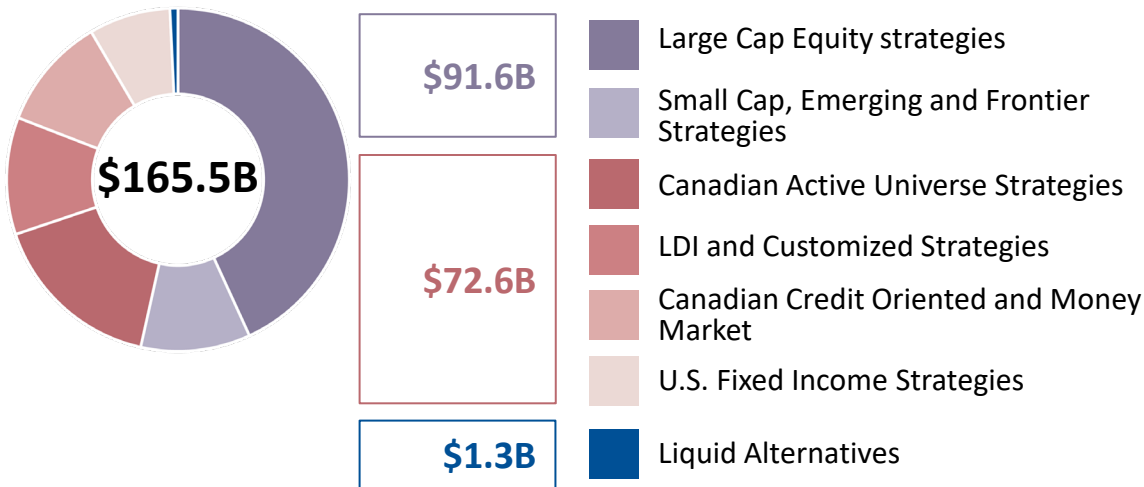 $165.5B
$91.6B
$72.6B
$1.3B
Large Cap Equity strategies
Small Cap, Emerging and Frontier
Strategies
Canadian Active Universe Strategies
LDI and Customized Strategies
Canadian Credit Oriented and Money
Market
U.S. Fixed Income Strategies
Liquid Alternatives